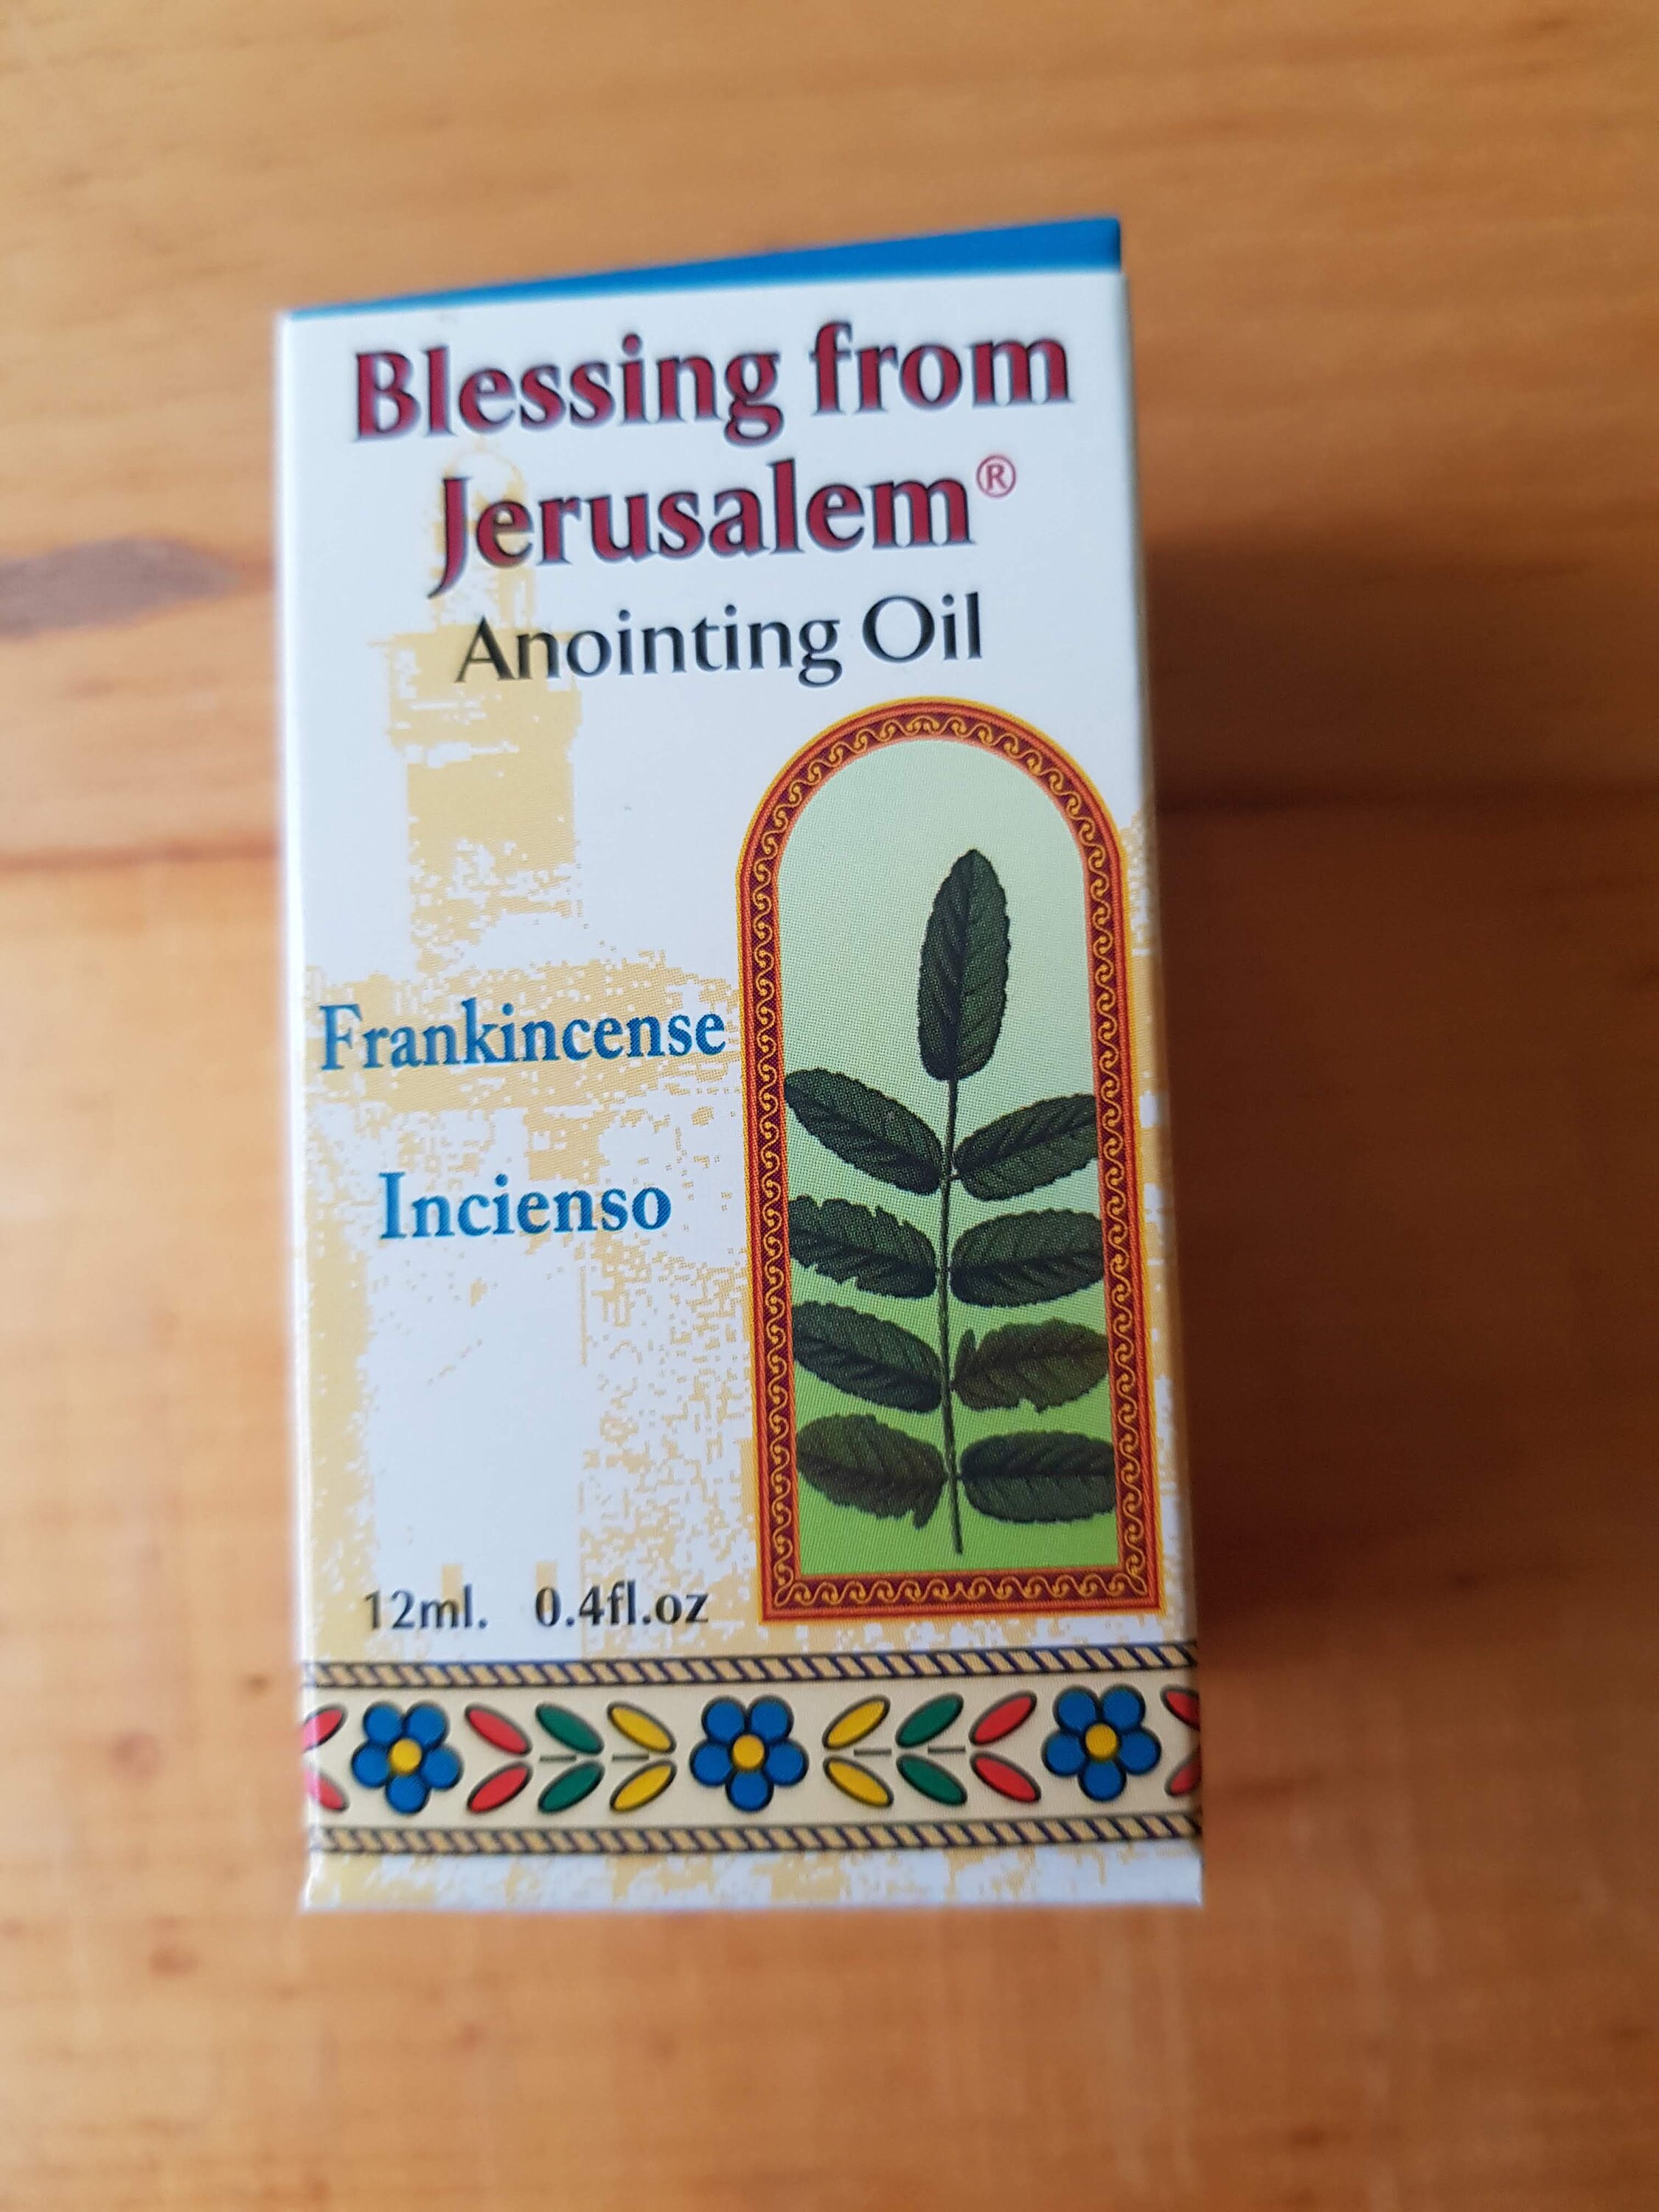 Blessing from
Jerusalem®
Anointing Oil
Frankincense
Incienso
12ml. 0.4fl.oz